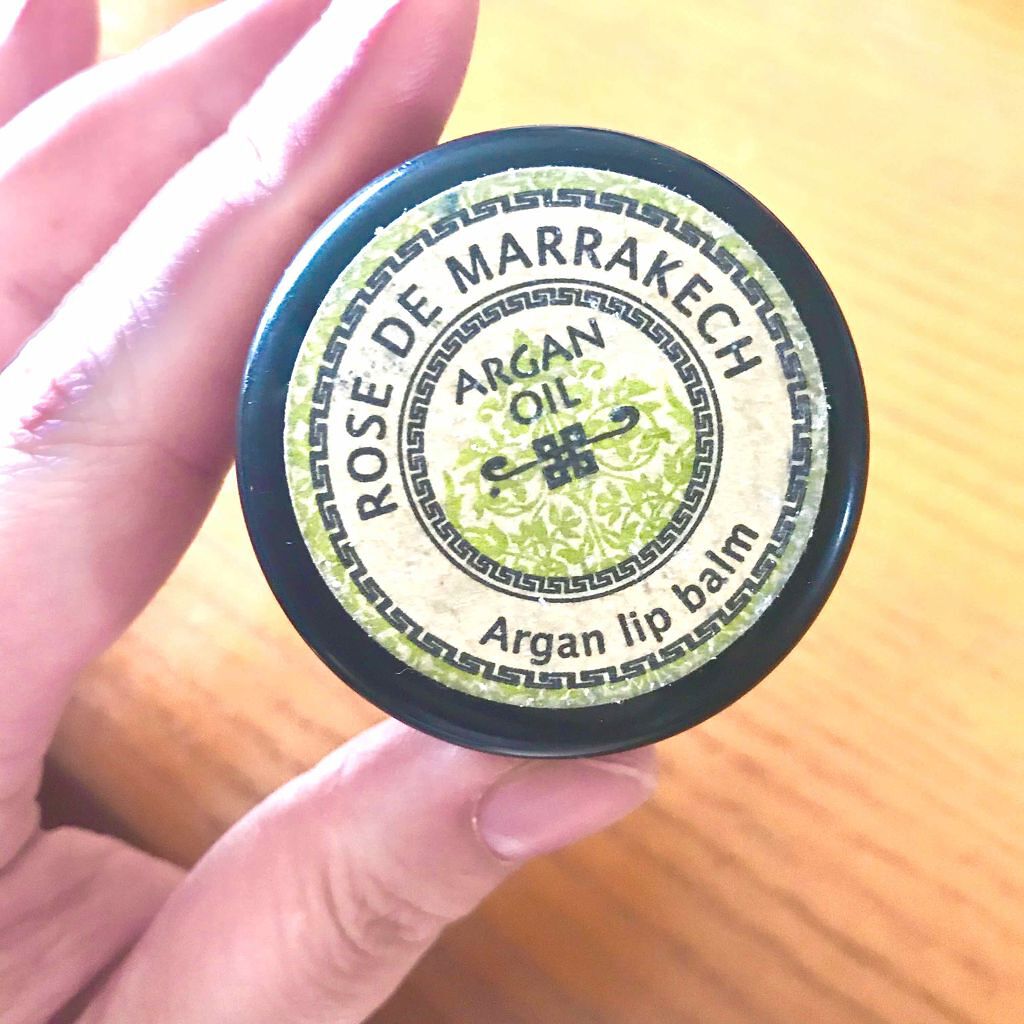 ROSE DE MARRAKECH
ARGAN
OIL
Argan lip balm